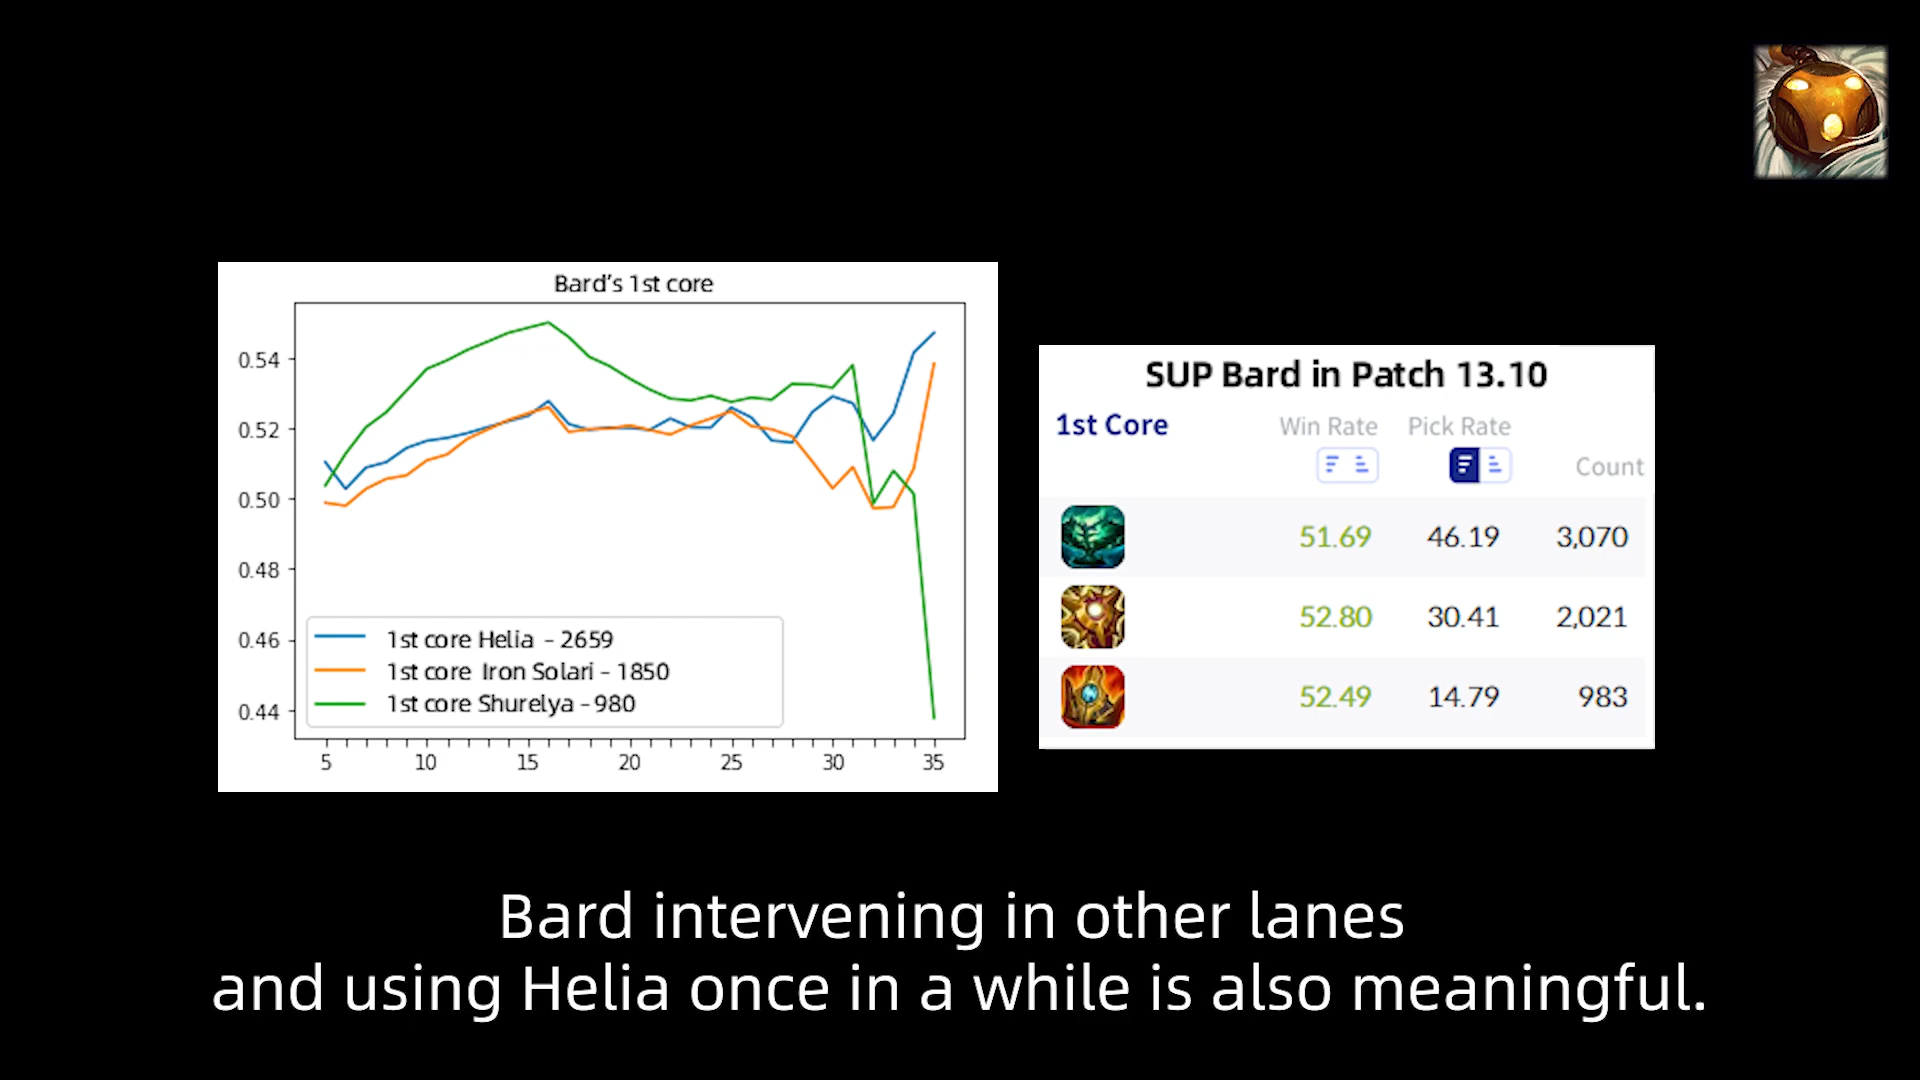 Bard's 1st core
0.54
0.52
0.50
0.48
0.46
0.44
1st core Helia - 2659
1st core Iron Solari - 1850
1st core Shurelya - 980
5 10 15 20 25 30 35
SUP Bard in Patch 13.10
1st Core Win Rate Pick Rate Count
51.69 46.19 3,070
52.80 30.41 2,021
52.49 14.79 983
Bard intervening in other lanes
and using Helia once in a while is also meaningful.